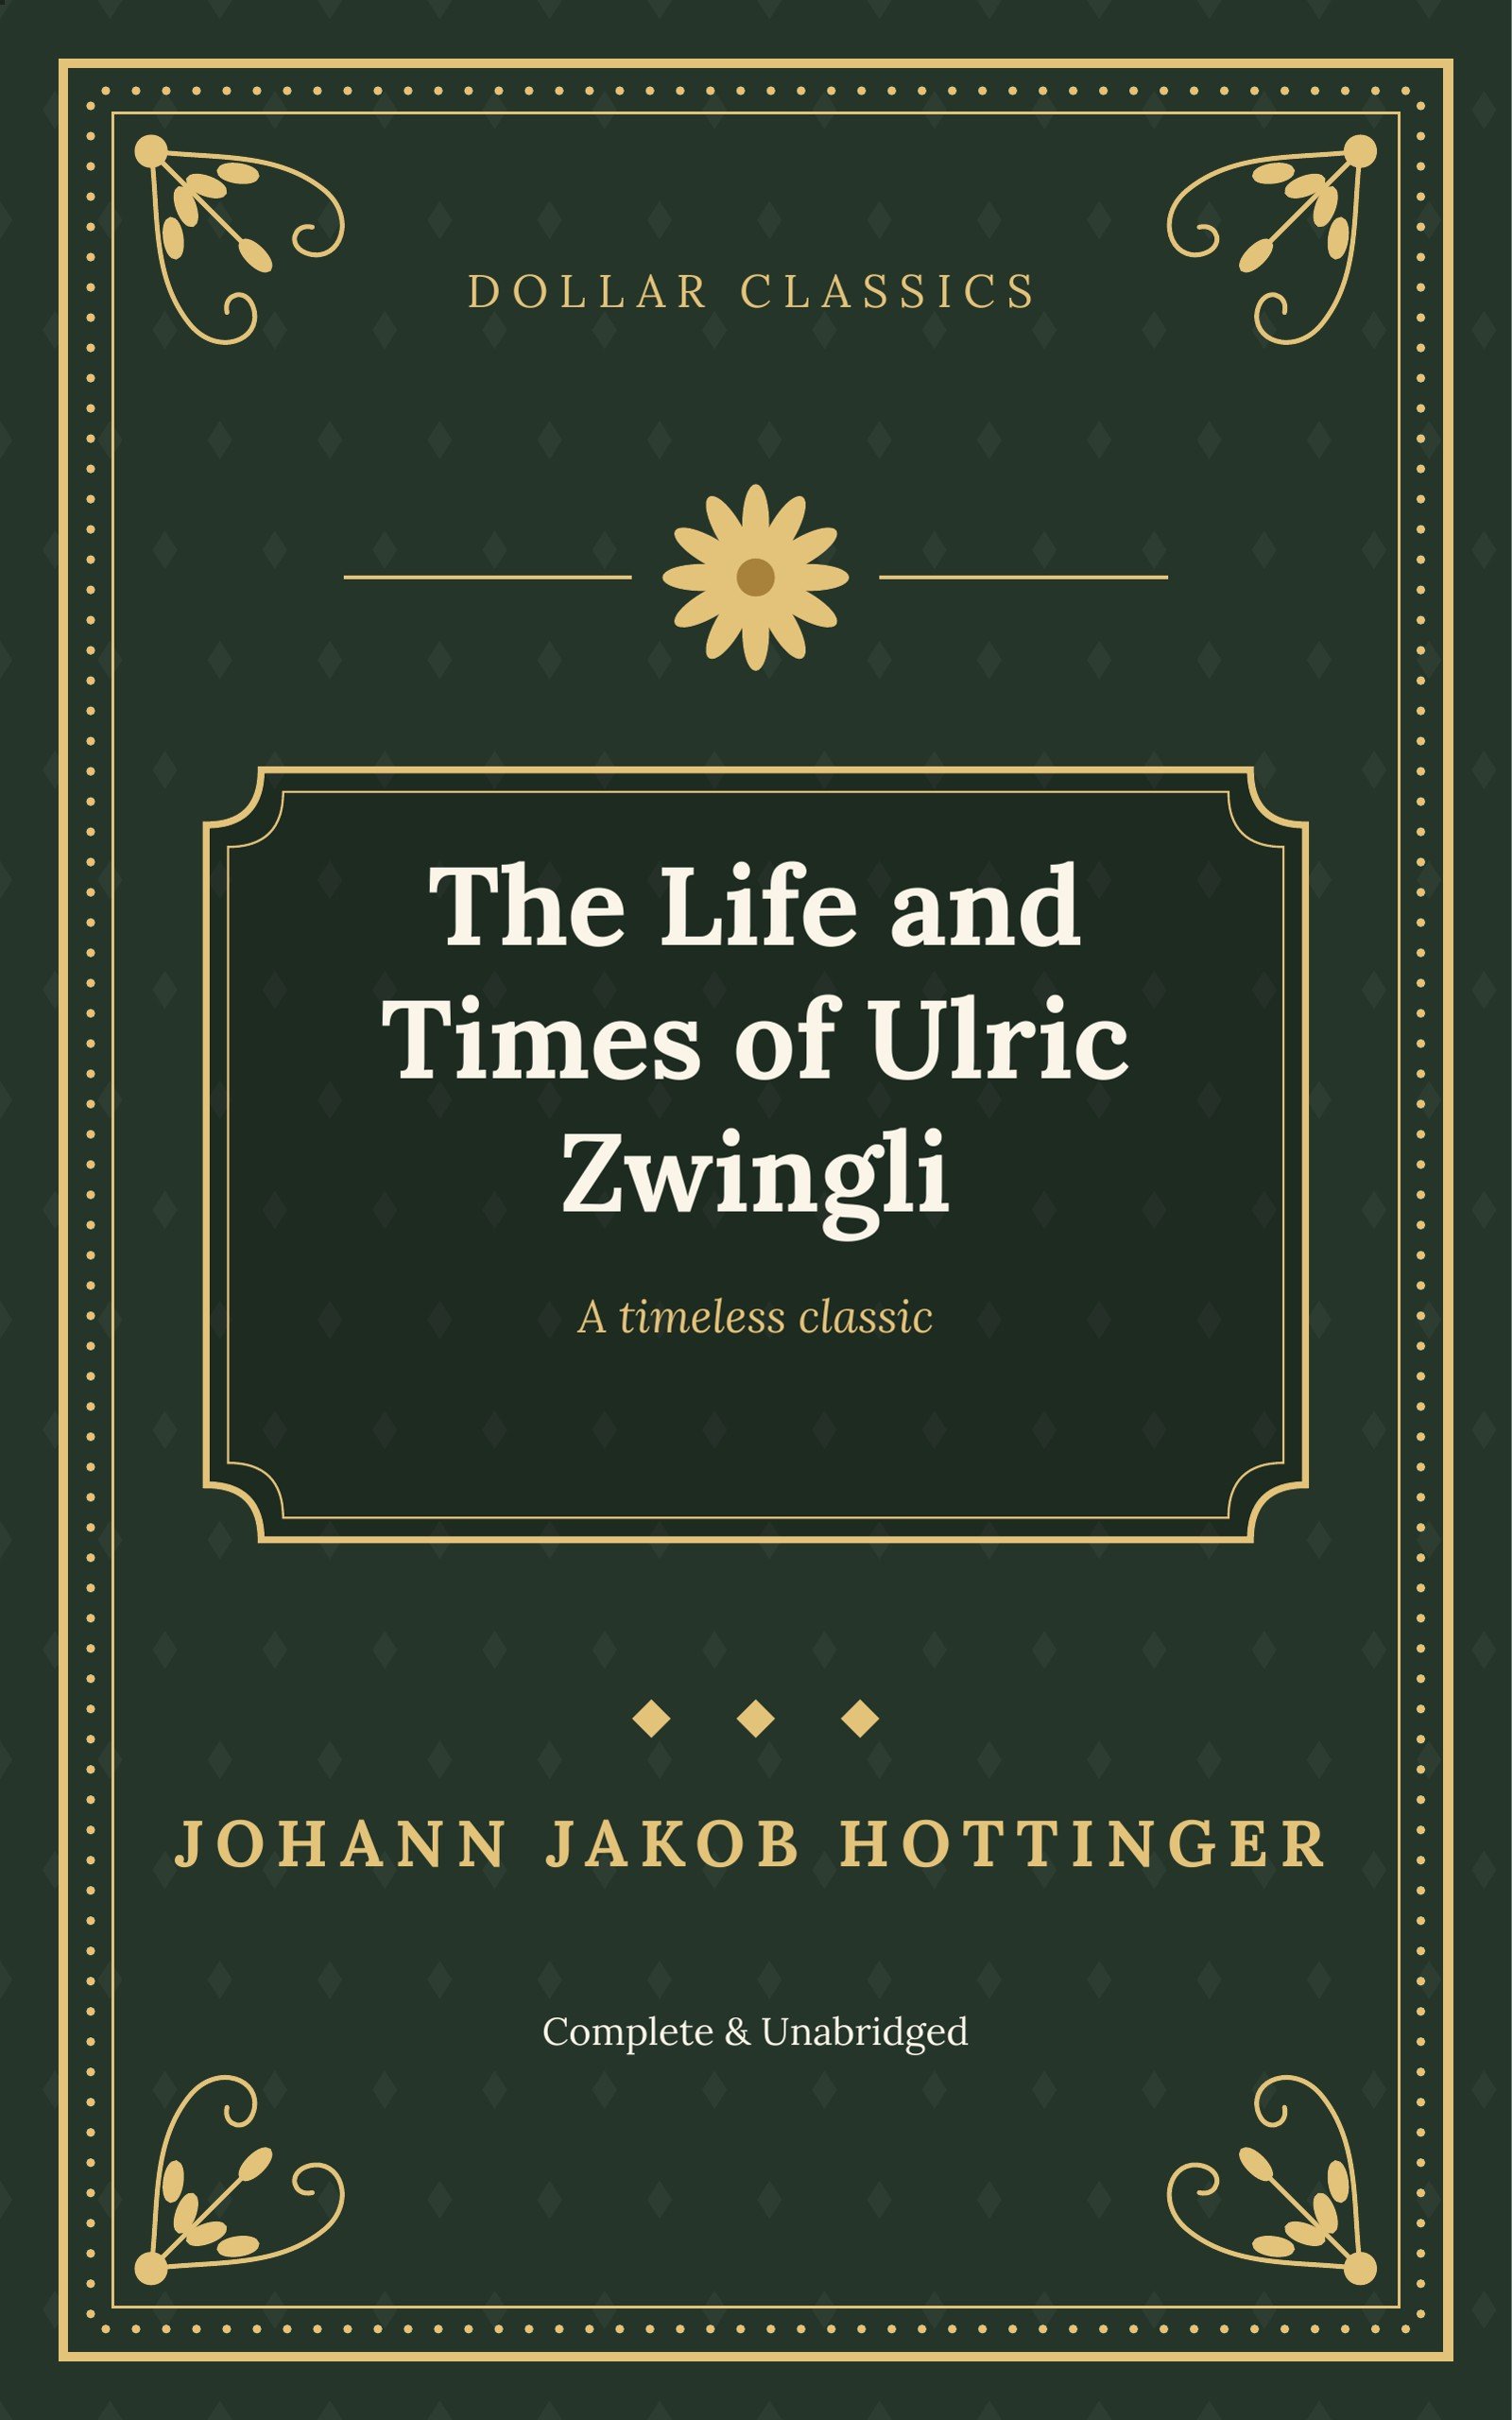 DOLLAR CLASSICS
The Life and
Times of Ulric
Zwingli
A timeless classic
JOHANN JAKOB HOTTINGER
Complete & Unabridged